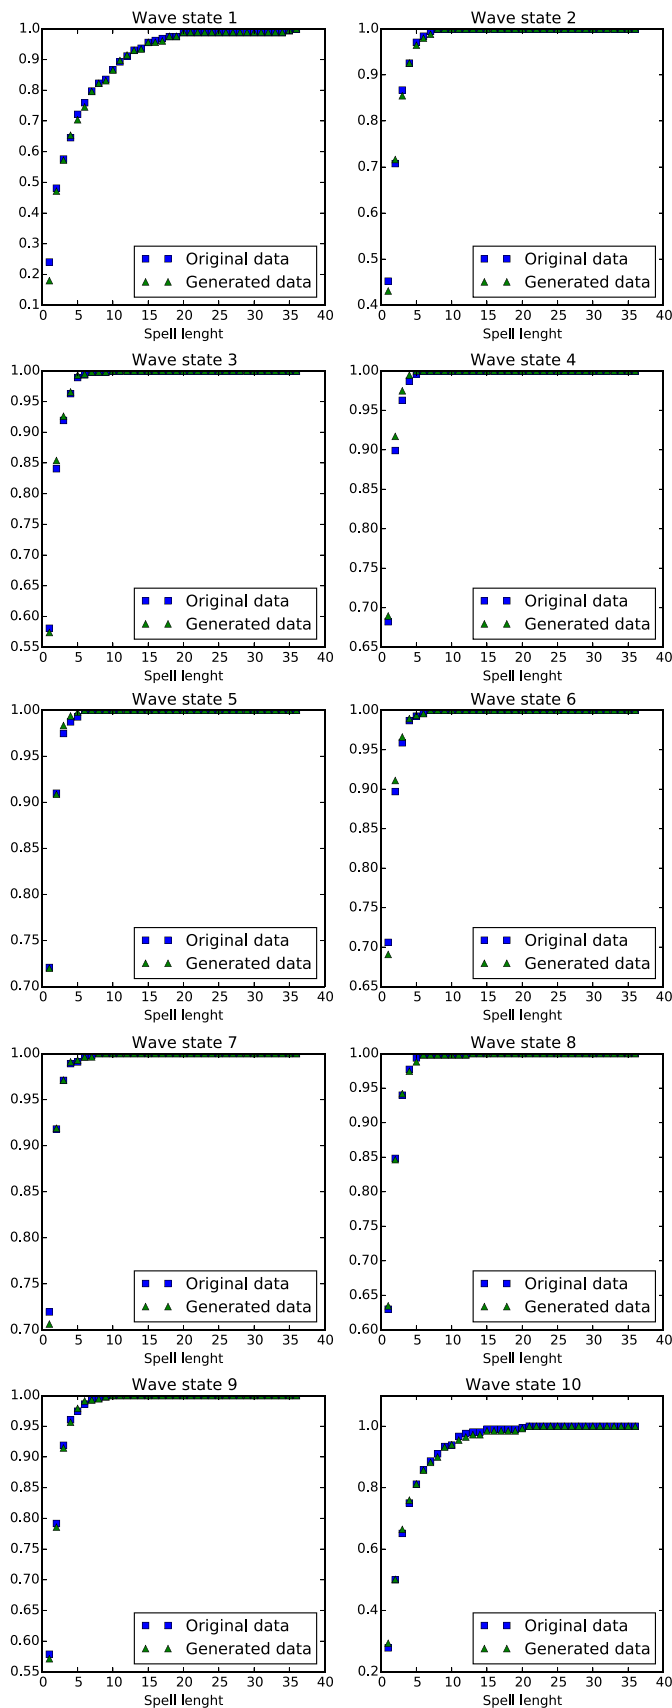 Wave state 1
1.0
0.9
0.8
0.7
0.6
0.5
0.4
0.3
0.2
0.1
0 5 10 15 20 25 30 35 40
Spell lenght
Original data
Generated data
Wave state 2
1.0
0.9
0.8
0.7
0.6
0.5
0.4
0 5 10 15 20 25 30 35 40
Spell lenght
Original data
Generated data
Wave state 3
1.00
0.95
0.90
0.85
0.80
0.75
0.70
0.65
0.60
0.55
0 5 10 15 20 25 30 35 40
Spell lenght
Original data
Generated data
Wave state 4
1.00
0.95
0.90
0.85
0.80
0.75
0.70
0.65
0 5 10 15 20 25 30 35 40
Spell lenght
Original data
Generated data
Wave state 5
1.00
0.95
0.90
0.85
0.80
0.75
0.70
0 5 10 15 20 25 30 35 40
Spell lenght
Original data
Generated data
Wave state 6
1.00
0.95
0.90
0.85
0.80
0.75
0.70
0.65
0 5 10 15 20 25 30 35 40
Spell lenght
Original data
Generated data
Wave state 7
1.00
0.95
0.90
0.85
0.80
0.75
0.70
0 5 10 15 20 25 30 35 40
Spell lenght
Original data
Generated data
Wave state 8
1.00
0.95
0.90
0.85
0.80
0.75
0.70
0.65
0.60
0 5 10 15 20 25 30 35 40
Spell lenght
Original data
Generated data
Wave state 9
1.00
0.95
0.90
0.85
0.80
0.75
0.70
0.65
0.60
0.55
0 5 10 15 20 25 30 35 40
Spell lenght
Original data
Generated data
Wave state 10
1.0
0.8
0.6
0.4
0.2
0 5 10 15 20 25 30 35 40
Spell lenght
Original data
Generated data